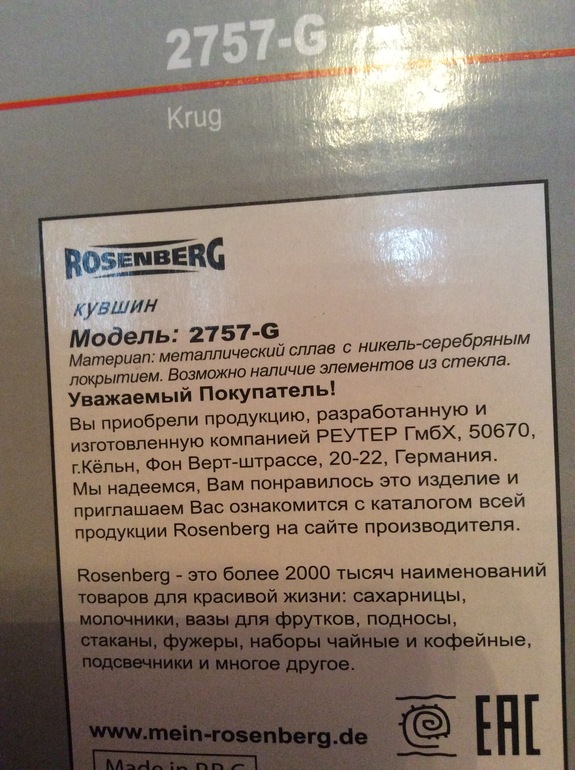 2757-G
Krug
ROSENBERG
кувшин
Модель: 2757-G
Материал: металлический сплав с никель-серебряным
покрытием. Возможно наличие элементов из стекла.
Уважаемый Покупатель!
Вы приобрели продукцию, разработанную и
изготовленную компанией РЕУТЕР ГмбХ, 50670,
г.Кёльн, Фон Верт-штрассе, 20-22, Германия.
Мы надеемся, Вам понравилось это изделие и
приглашаем Вас ознакомится с каталогом всей
продукции Rosenberg на сайте производителя.
Rosenberg - это более 2000 тысяч наименований
товаров для красивой жизни: сахарницы,
молочники, вазы для фрутков, подносы,
стаканы, фужеры, наборы чайные и кофейные,
подсвечники и многое другое.
www.mein-rosenberg.de
EAC
Made in P.R.C